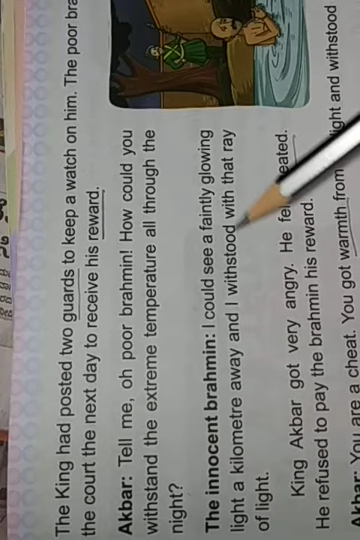 The King had posted two guards to keep a watch on him. The poor bra
the court the next day to receive his reward.
Akbar: Tell me, oh poor brahmin! How could you
withstand the extreme temperature all through the
night?
The innocent brahmin: I could see a faintly glowing
light a kilometre away and I withstood with that ray
of light.
King Akbar got very angry. He eated.
He refused to pay the brahmin his reward.
Akbar: You are a cheat. You got warmth from ight and withstood